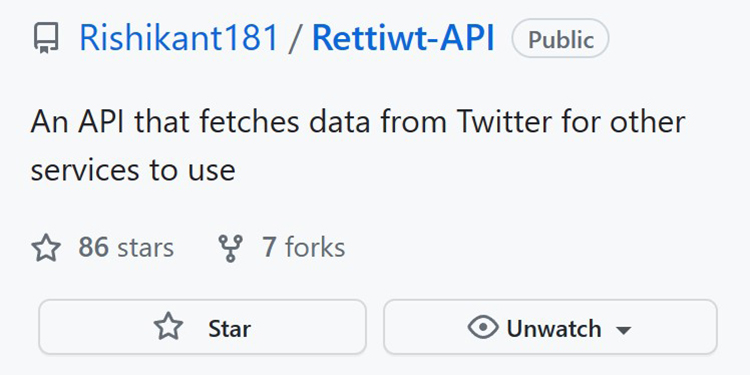 Rishikant181 / Rettiwt-API Public
An API that fetches data from Twitter for other
services to use
86 stars 7 forks
Star Unwatch